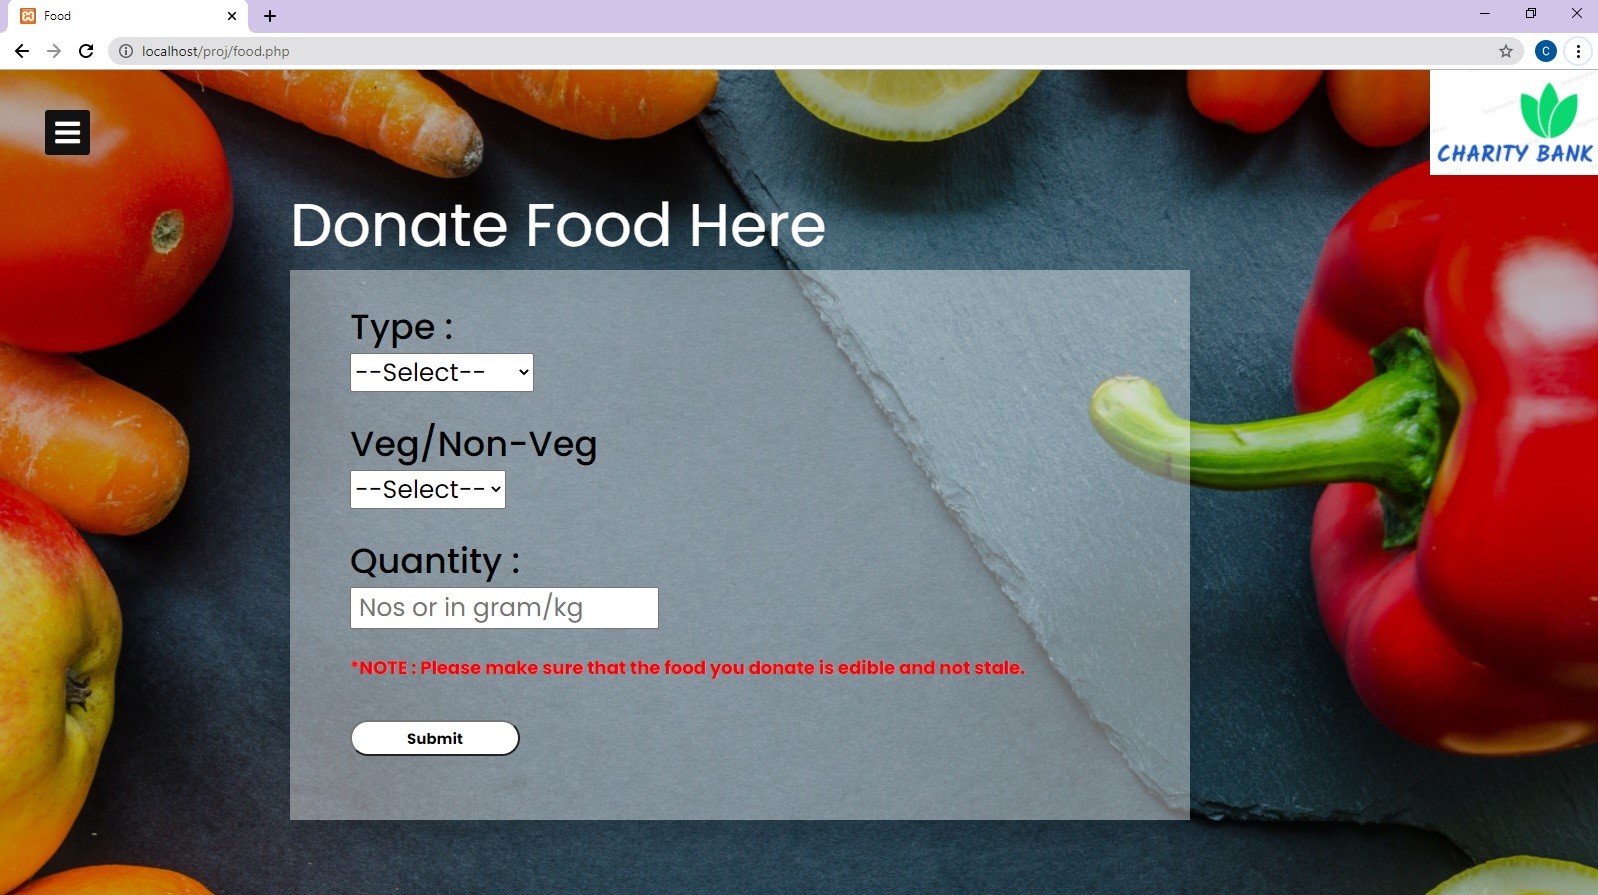 Food
localhost/proj/food.php
C
CHARITY BANK
Donate Food Here
Type :
--Select--
Veg/Non-Veg
--Select--
Quantity :
Nos or in gram/kg
*NOTE : Please make sure that the food you donate is edible and not stale.
Submit